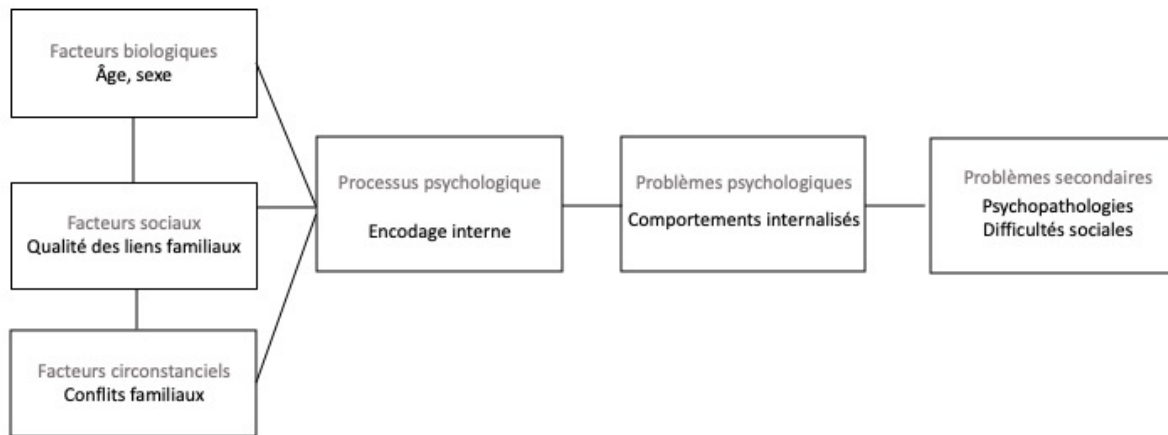 Facteurs biologiques
Âge, sexe
Facteurs sociaux
Qualité des liens familiaux
Facteurs circonstanciels
Conflits familiaux
Processus psychologique
Encodage interne
Problèmes psychologiques
Comportements internalisés
Problèmes secondaires
Psychopathologies
Difficultés sociales